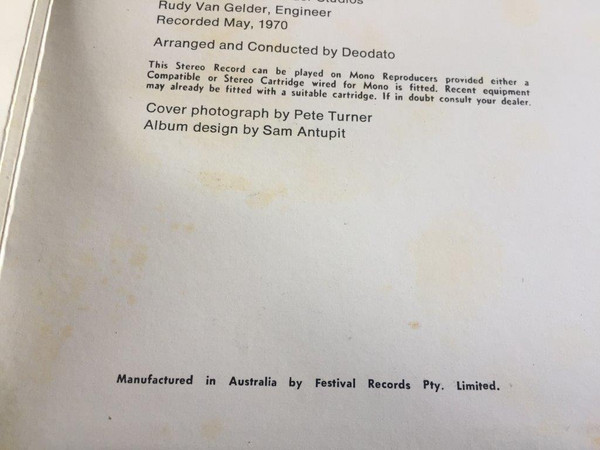 Studios
Rudy Van Gelder, Engineer
Recorded May, 1970
Arranged and Conducted by Deodato
This Stereo Record can be played on Mono Reproducers provided either a
Compatible or Stereo Cartridge wired for Mono is fitted. Recent equipment
may already be fitted with a suitable cartridge. If in doubt consult your dealer.
Cover photograph by Pete Turner
Album design by Sam Antupit
Manufactured in Australia by Festival Records Pty. Limited.